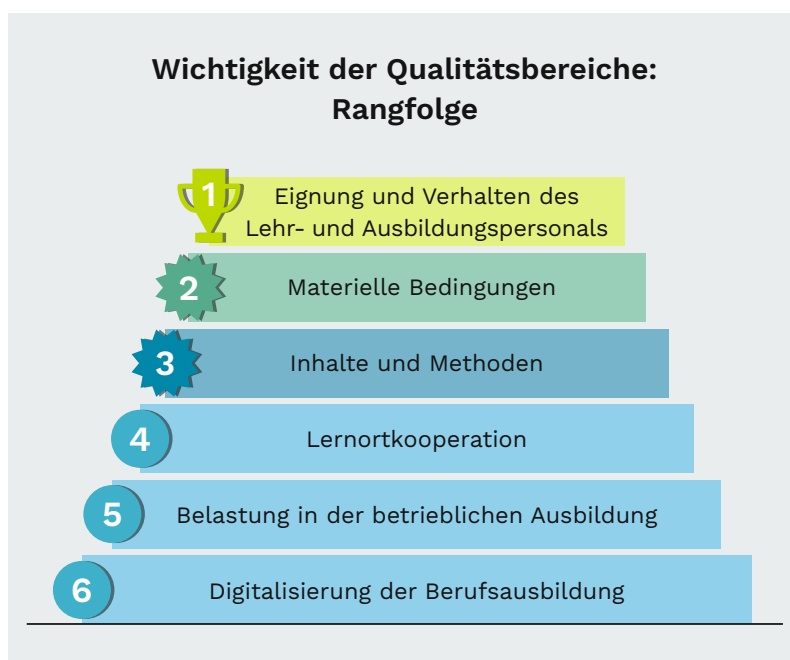 Wichtigkeit der Qualitätsbereiche:
Rangfolge
1
Eignung und Verhalten des
Lehr- und Ausbildungspersonals
2
Materielle Bedingungen
3
Inhalte und Methoden
4
Lernortkooperation
5
Belastung in der betrieblichen Ausbildung
6
Digitalisierung der Berufsausbildung